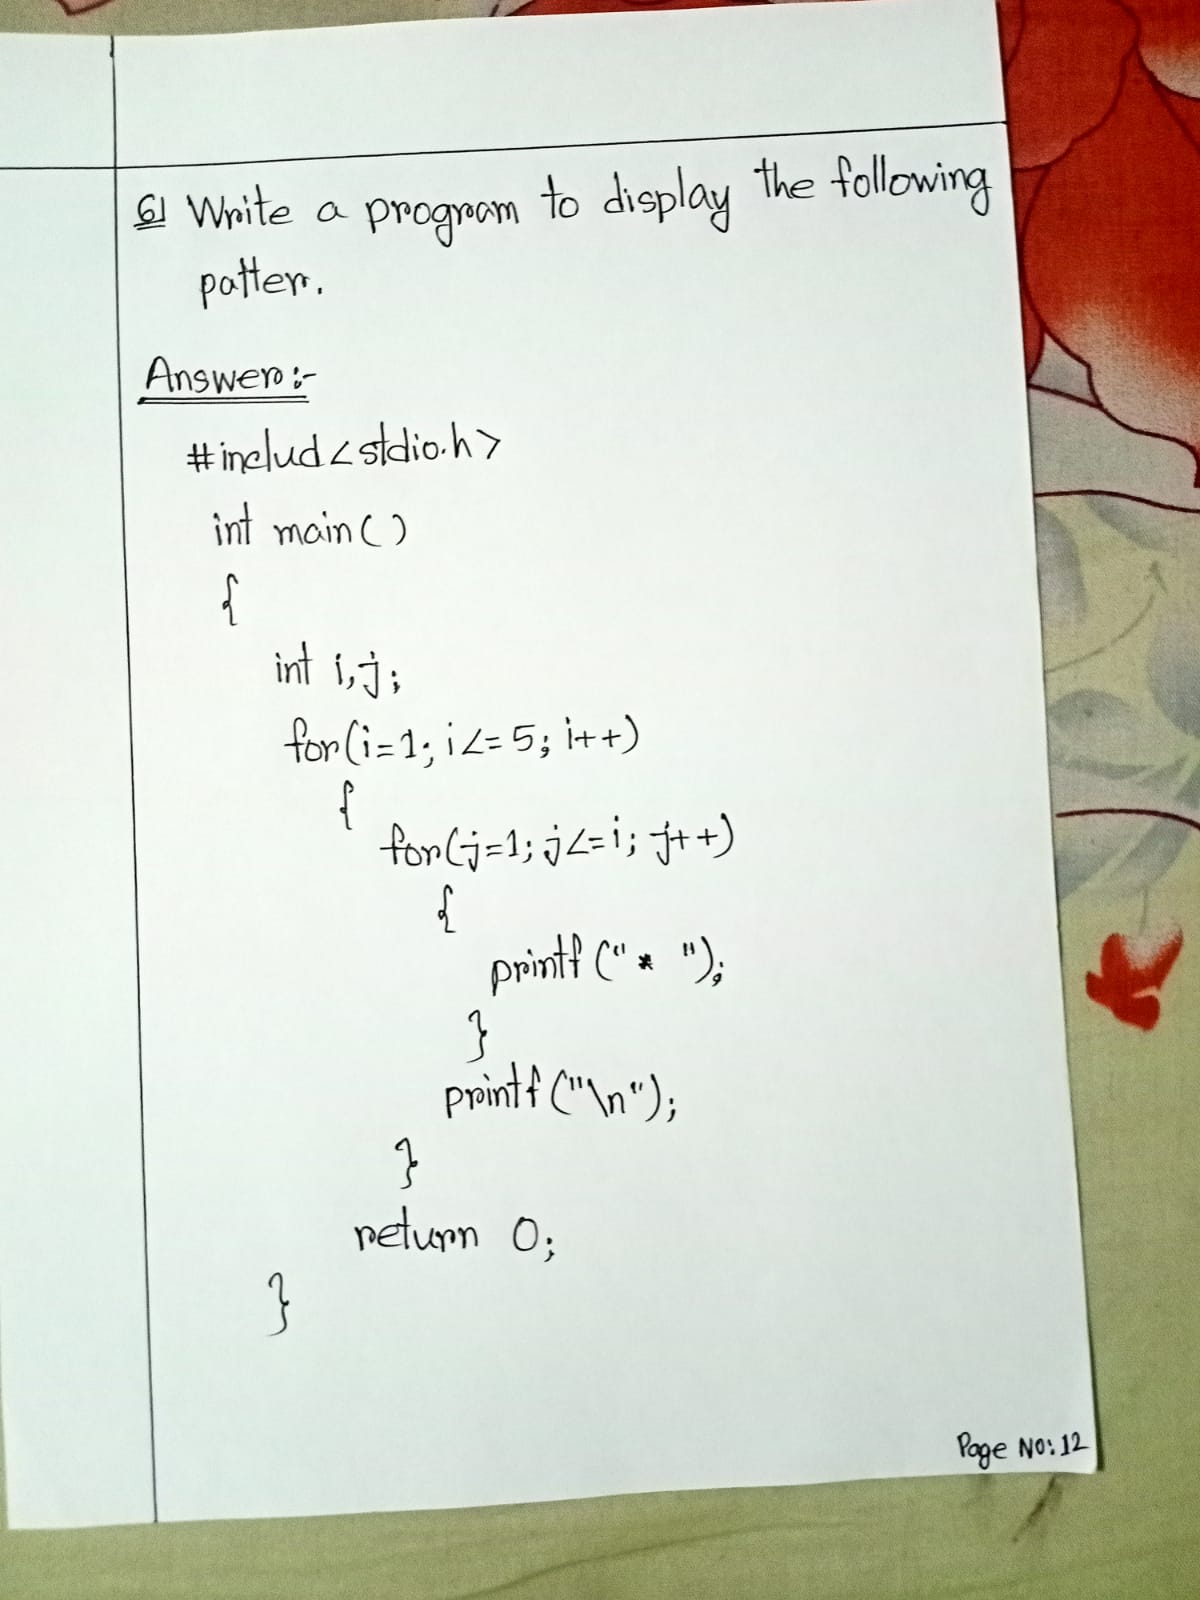 6] Write a program to display the following
pattern.
Answer:-
#includ<stdio.h>
int main()
{
int i,j;
for(i=1; i<=5; i++)
{
for(j=1; j<=i; j++)
{
printf("* ");
}
printf("\n");
}
return 0;
}
Page No: 12